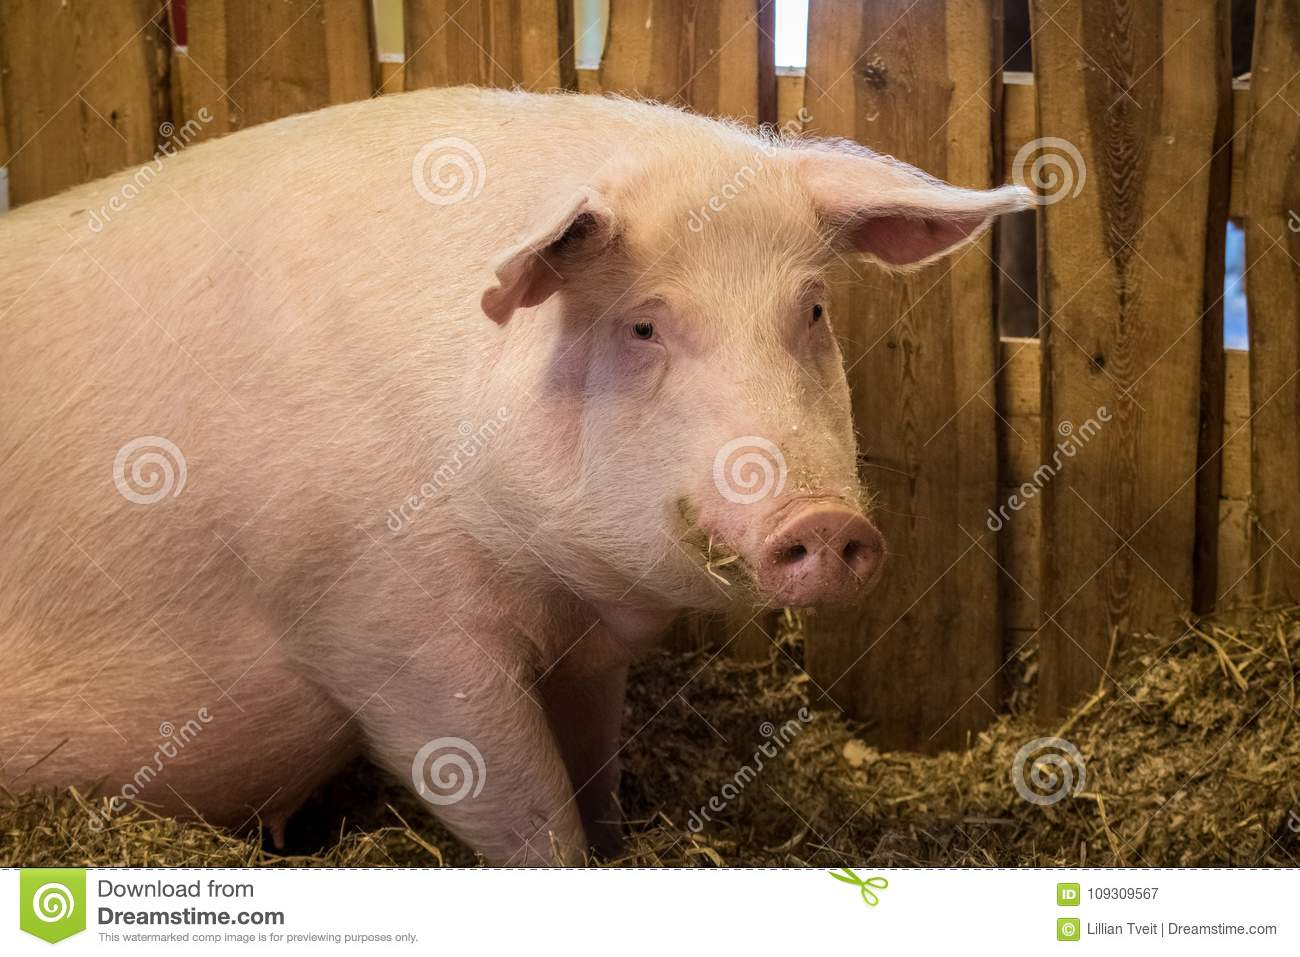 dreamstime
dreamstime
dreamstime
dreamstime
dreamstime
dreamstime
dreamstime
dreamstime
Download from
Dreamstime.com
This watermarked comp image is for previewing purposes only.
ID 109309567
© Lillian Tveit | Dreamstime.com